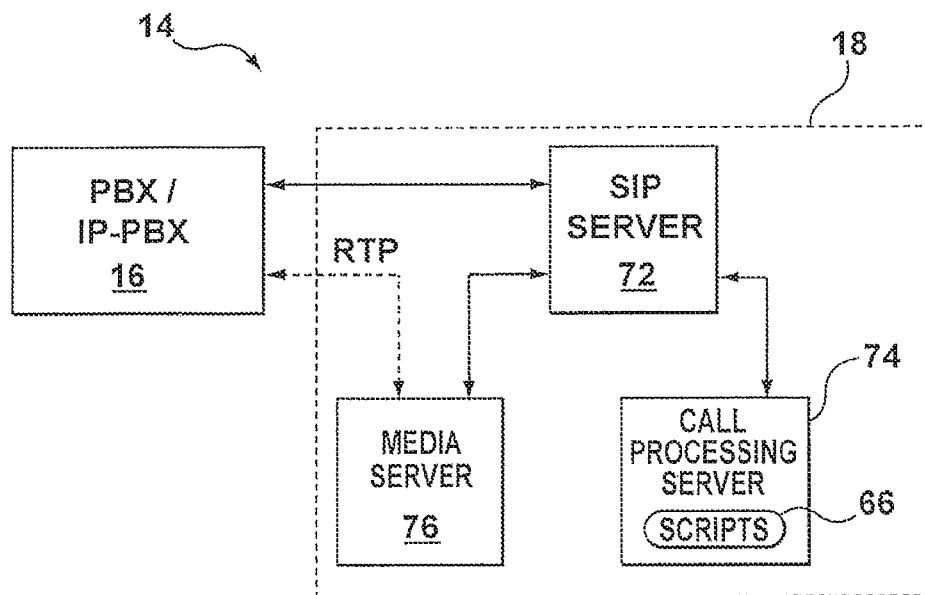 14
18
PBX /
IP-PBX
16
SIP
SERVER
72
RTP
74
MEDIA
SERVER
76
CALL
PROCESSING
SERVER
66
SCRIPTS